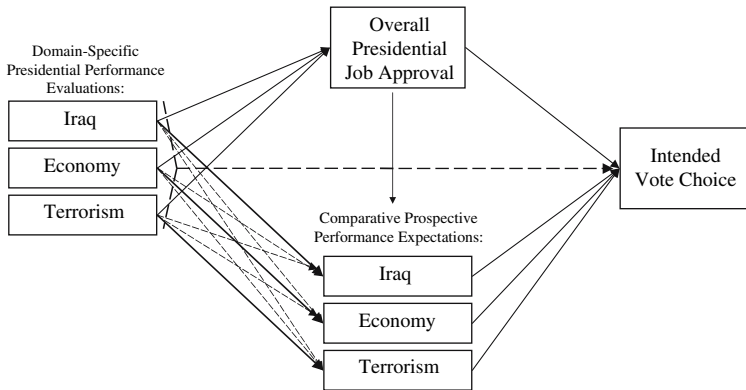 Overall
Presidential
Job Approval
Domain-Specific
Presidential Performance
Evaluations:
Iraq
Economy
Terrorism
Intended
Vote Choice
Comparative Prospective
Performance Expectations:
Iraq
Economy
Terrorism